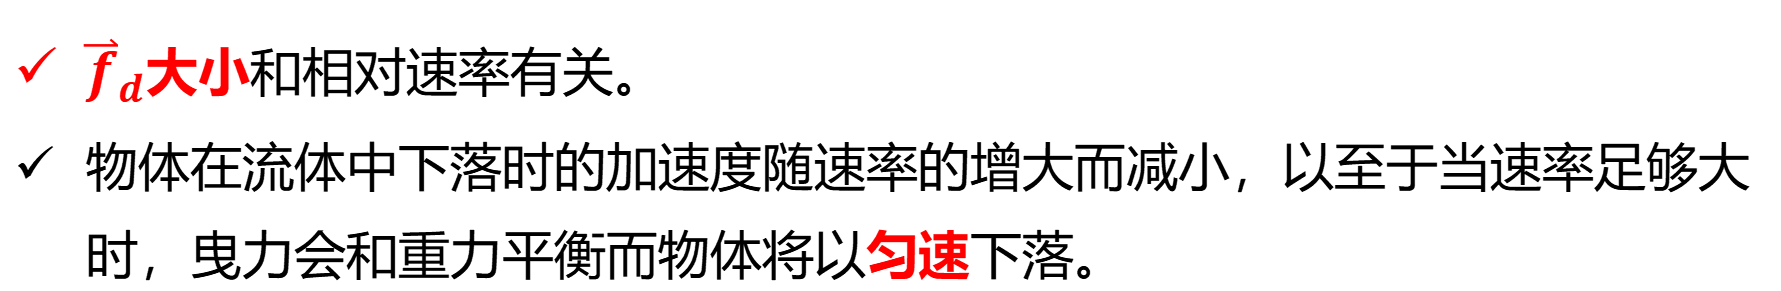 ✓ f⃗d大小和相对速率有关。
✓ 物体在流体中下落时的加速度随速率的增大而减小，以至于当速率足够大
时，曳力会和重力平衡而物体将以匀速下落。